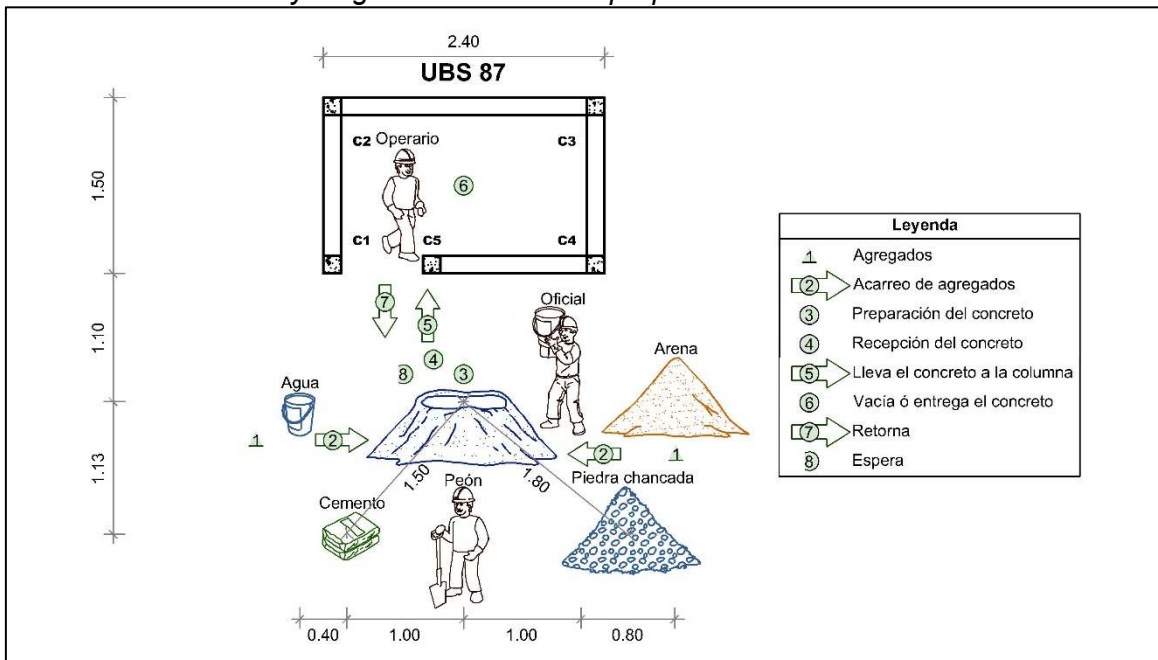 2.40
UBS 87
C2 Operario
C3
6
1.50
C1
C5
C4
7
5
Oficial
1.10
4
8
3
Arena
Agua
1
2
2
1
1.50
1.80
Piedra chancada
1.13
Cemento
Peón
0.40
1.00
1.00
0.80
Leyenda
1 Agregados
2 Acarreo de agregados
3 Preparación del concreto
4 Recepción del concreto
5 Lleva el concreto a la columna
6 Vacía ó entrega el concreto
7 Retorna
8 Espera